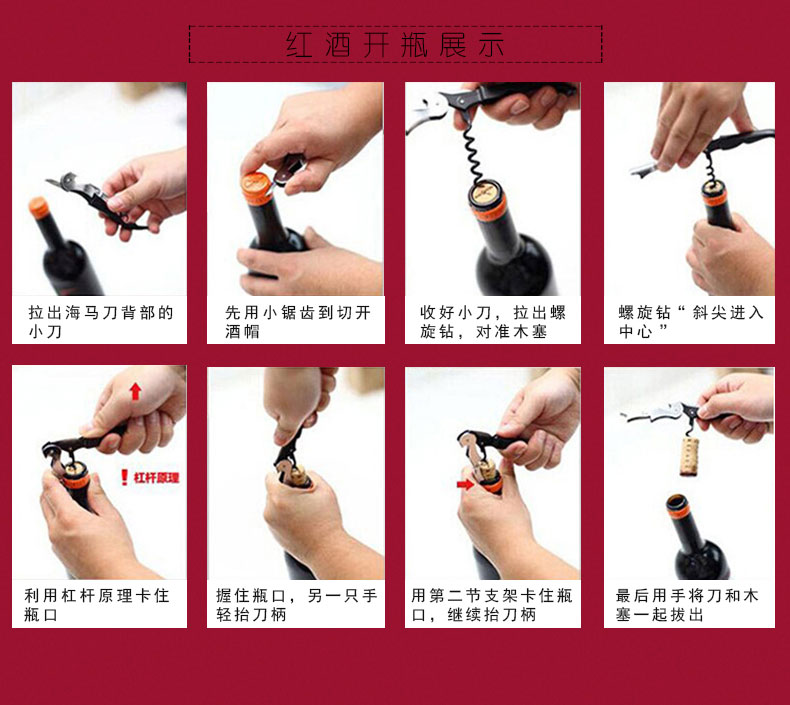 红酒开瓶展示
拉出海马刀背部的
小刀
先用小锯齿到切开
酒帽
收好小刀，拉出螺
旋钻，对准木塞
螺旋钻“斜尖进入
中心”
杠杆原理
利用杠杆原理卡住
瓶口
握住瓶口，另一只手
轻抬刀柄
用第二节支架卡住瓶
口，继续抬刀柄
最后用手将刀和木
塞一起拔出